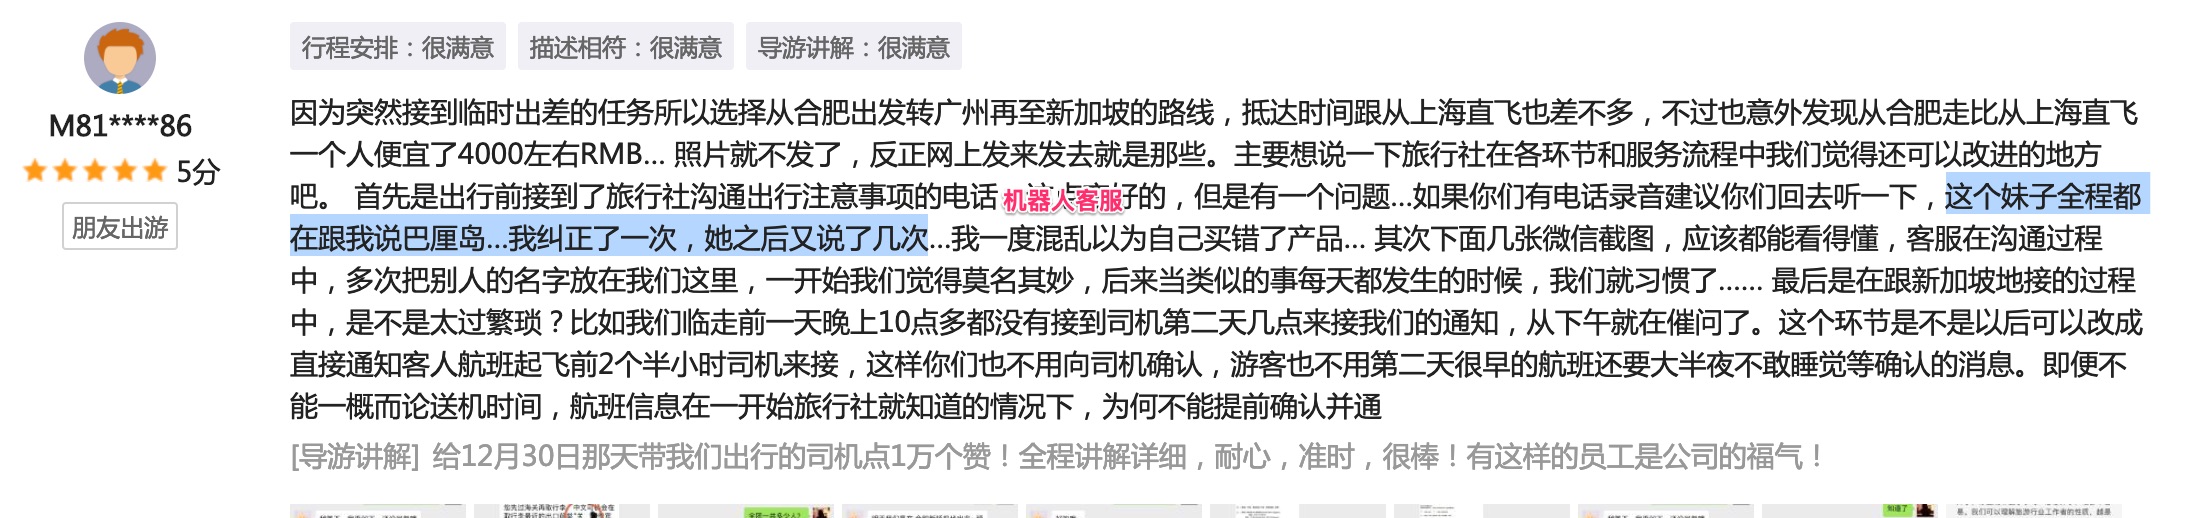 行程安排：很满意 描述相符：很满意 导游讲解：很满意
M81****86
5分
朋友出游
因为突然接到临时出差的任务所以选择从合肥出发转广州再至新加坡的路线，抵达时间跟从上海直飞也差不多，不过也意外发现从合肥走比从上海直飞
一个人便宜了4000左右RMB... 照片就不发了，反正网上发来发去就是那些。主要想说一下旅行社在各环节和服务流程中我们觉得还可以改进的地方
吧。 首先是出行前接到了旅行社沟通出行注意事项的电话 机器人客服 的，但是有一个问题...如果你们有电话录音建议你们回去听一下，这个妹子全程都
在跟我说巴厘岛...我纠正了一次，她之后又说了几次...我一度混乱以为自己买错了产品... 其次下面几张微信截图，应该都能看得懂，客服在沟通过程
中，多次把别人的名字放在我们这里，一开始我们觉得莫名其妙，后来当类似的事每天都发生的时候，我们就习惯了...... 最后是在跟新加坡地接的过程
中，是不是太过繁琐？比如我们临走前一天晚上10点多都没有接到司机第二天几点来接我们的通知，从下午就在催问了。这个环节是不是以后可以改成
直接通知客人航班起飞前2个半小时司机来接，这样你们也不用向司机确认，游客也不用第二天很早的航班还要大半夜不敢睡觉等确认的消息。即便不
能一概而论送机时间，航班信息在一开始旅行社就知道的情况下，为何不能提前确认并通
[导游讲解] 给12月30日那天带我们出行的司机点1万个赞！全程讲解详细，耐心，准时，很棒！有这样的员工是公司的福气！
全团一共多少人？
知道了